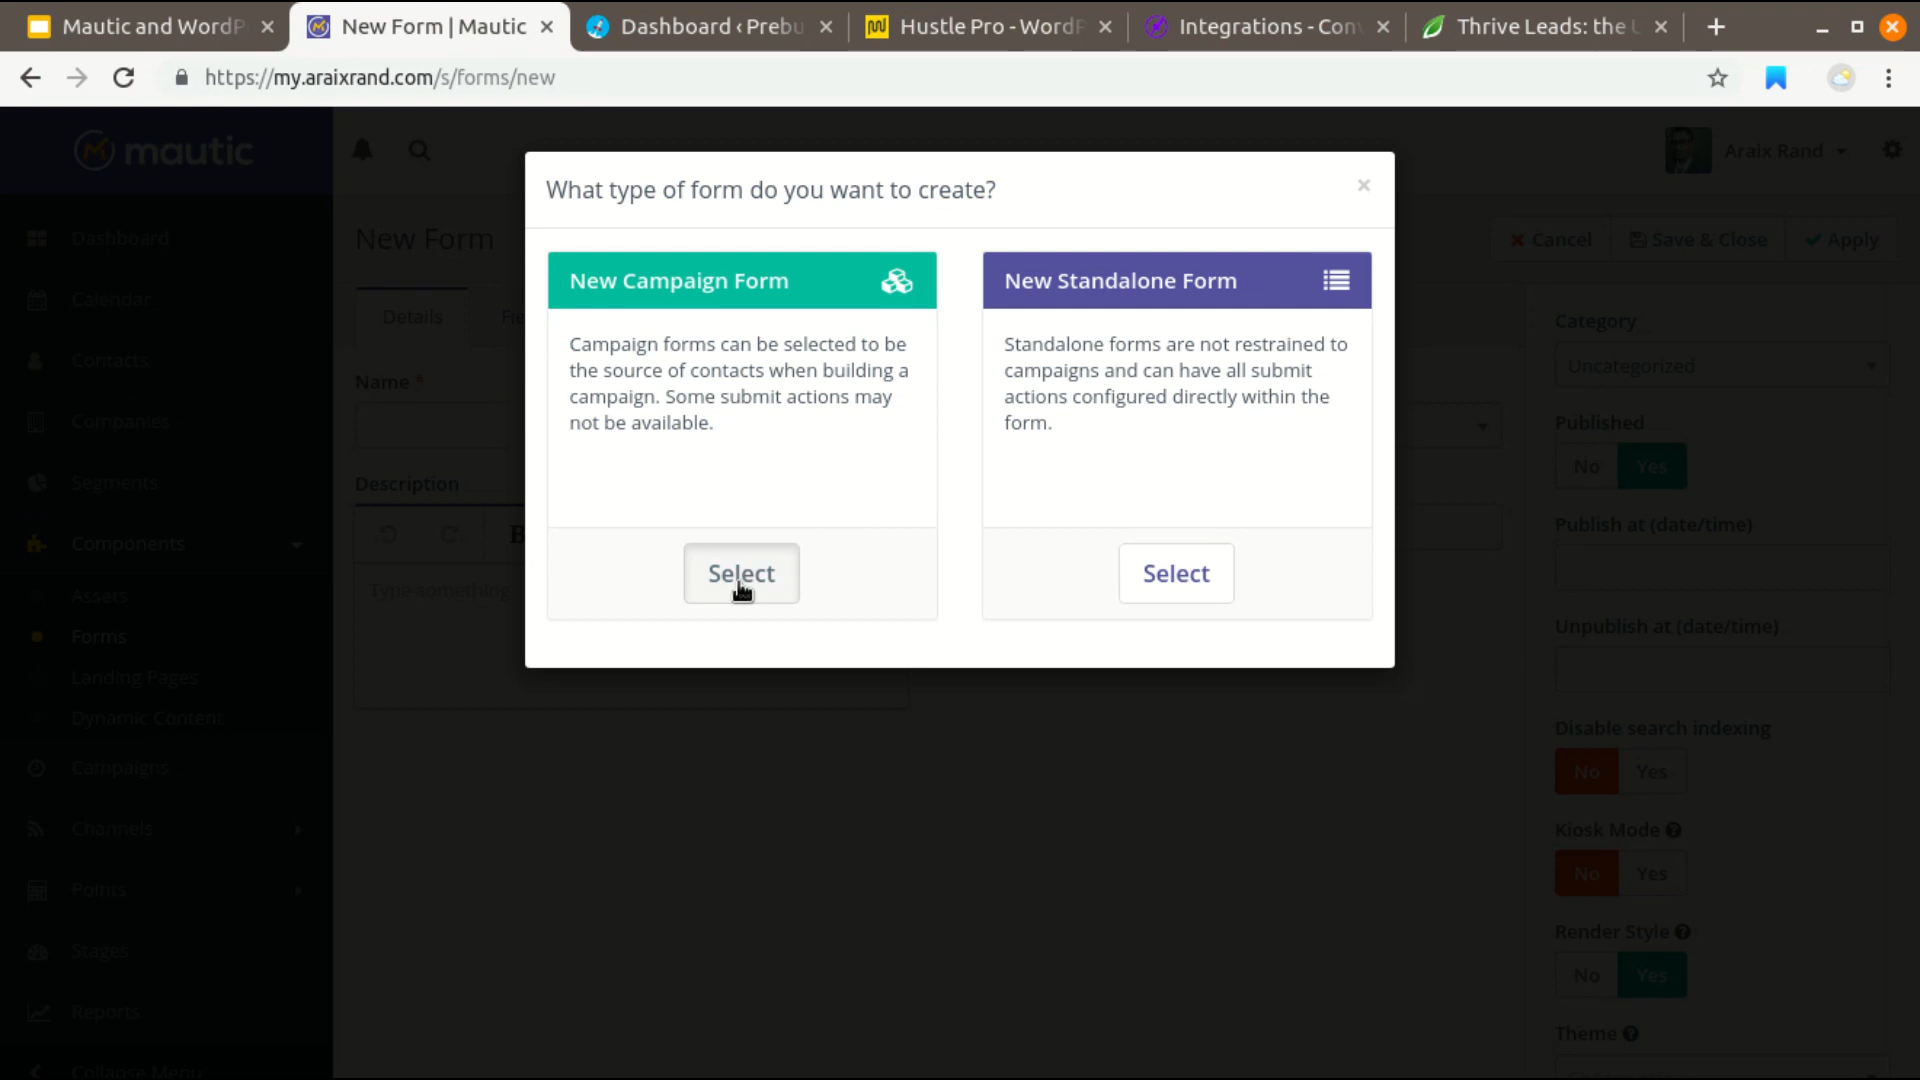 Mautic and WordP
New Form | Mautic
Dashboard ‹ Prebu
Hustle Pro - WordP
Integrations - Con
Thrive Leads: the
https://my.araixrand.com/s/forms/new
mautic
Araix Rand
What type of form do you want to create?
×
New Form
Cancel
Save & Close
Apply
New Campaign Form
New Standalone Form
Campaign forms can be selected to be
the source of contacts when building a
campaign. Some submit actions may
not be available.
Standalone forms are not restrained to
campaigns and can have all submit
actions configured directly within the
form.
Select
Select
Dashboard
Calendar
Contacts
Companies
Segments
Components
Assets
Forms
Landing Pages
Dynamic Content
Campaigns
Channels
Points
Stages
Reports
Collapse Menu
Details
Name *
Description
B
Type something
Category
Uncategorized
Published
No Yes
Publish at (date/time)
Unpublish at (date/time)
Disable search indexing
No Yes
Kiosk Mode
No Yes
Render Style
No Yes
Theme